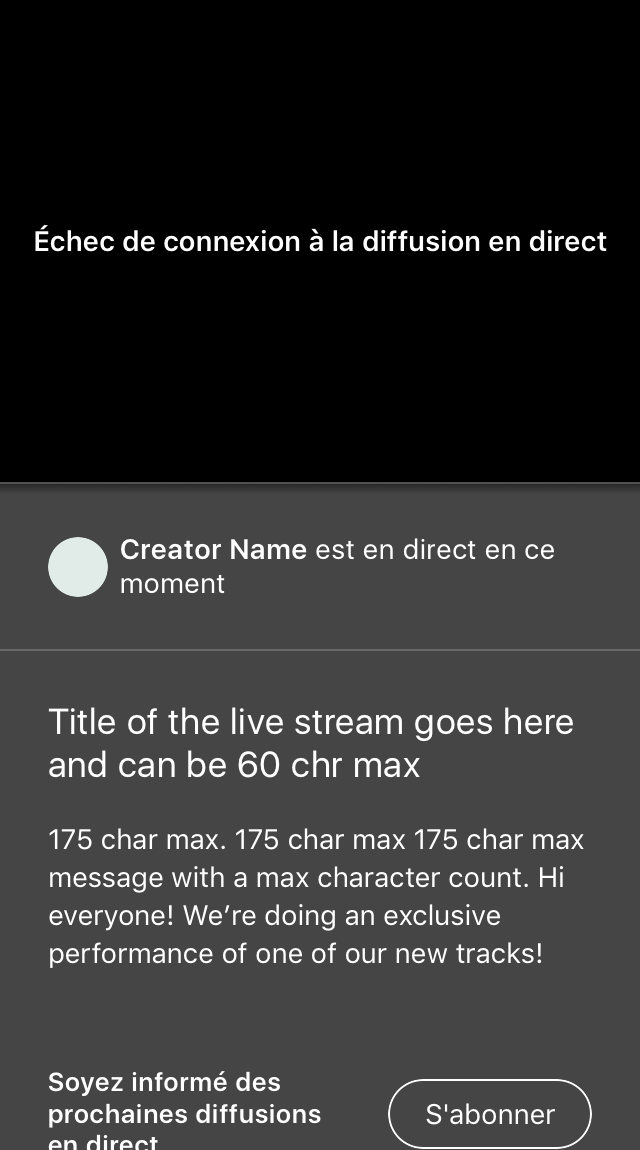 Échec de connexion à la diffusion en direct
Creator Name est en direct en ce
moment
Title of the live stream goes here
and can be 60 chr max
175 char max. 175 char max 175 char max
message with a max character count. Hi
everyone! We’re doing an exclusive
performance of one of our new tracks!
Soyez informé des
prochaines diffusions
en direct
S'abonner